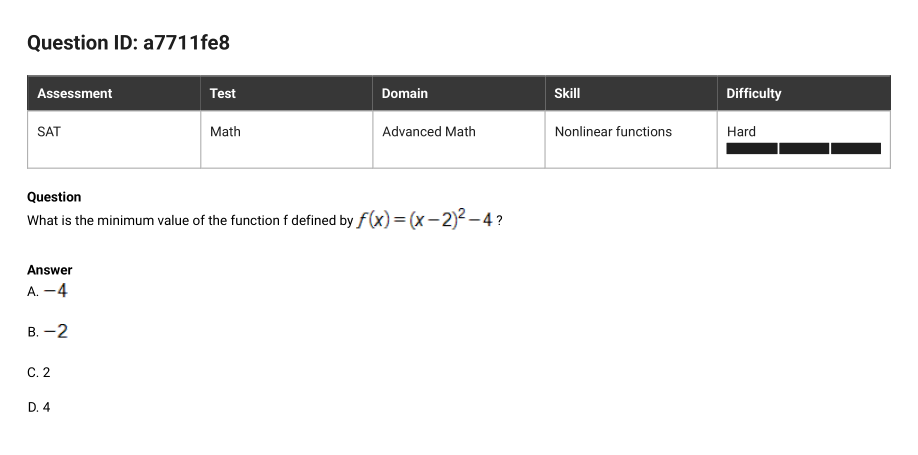 Question ID: a7711fe8
Assessment Test Domain Skill Difficulty
SAT Math Advanced Math Nonlinear functions Hard
Question
What is the minimum value of the function f defined by f(x) = (x − 2)² − 4 ?
Answer
A. −4
B. −2
C. 2
D. 4